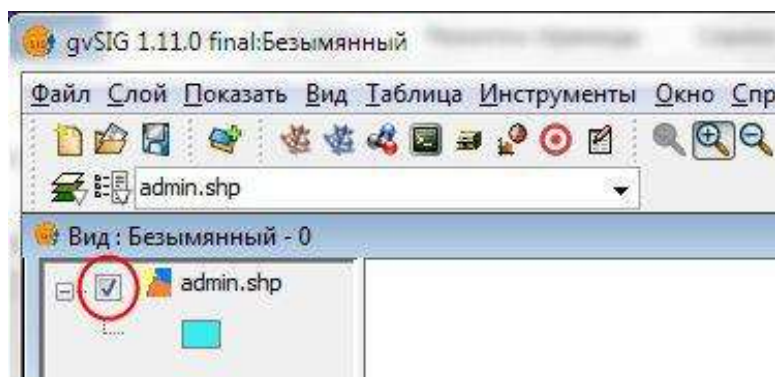 gvSIG 1.11.0 final:Безымянный
Файл Слой Показать Вид Таблица Инструменты Окно Спр
admin.shp
Вид : Безымянный - 0
admin.shp